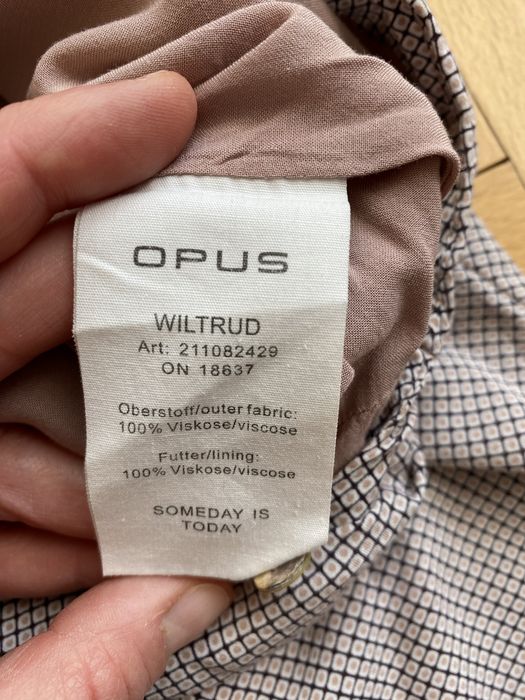 OPUS
WILTRUD
Art: 211082429
ON 18637
Oberstoff/outer fabric:
100% Viskose/viscose
Futter/lining:
100% Viskose/viscose
SOMEDAY IS
TODAY